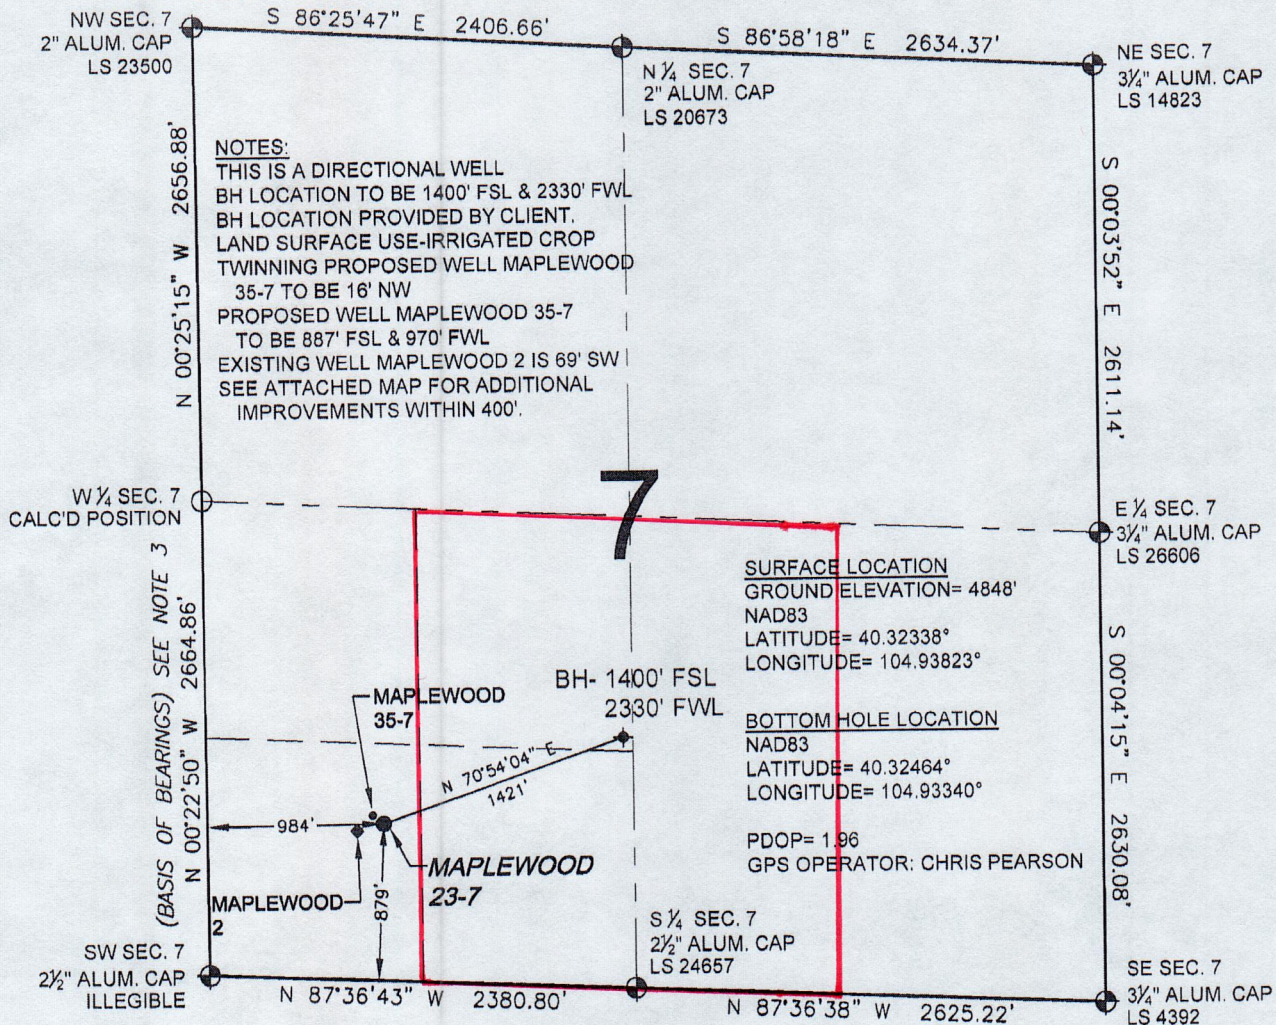 NW SEC. 7
2" ALUM. CAP
LS 23500
S 86°25'47" E 2406.66'
S 86°58'18" E 2634.37'
N ¼ SEC. 7
2" ALUM. CAP
LS 20673
NE SEC. 7
3¼" ALUM. CAP
LS 14823
N 00°25'15" W 2656.88'
NOTES:
THIS IS A DIRECTIONAL WELL
BH LOCATION TO BE 1400' FSL & 2330' FWL
BH LOCATION PROVIDED BY CLIENT.
LAND SURFACE USE-IRRIGATED CROP
TWINNING PROPOSED WELL MAPLEWOOD
35-7 TO BE 16' NW
PROPOSED WELL MAPLEWOOD 35-7
TO BE 887' FSL & 970' FWL
EXISTING WELL MAPLEWOOD 2 IS 69' SW
SEE ATTACHED MAP FOR ADDITIONAL
IMPROVEMENTS WITHIN 400'.
S 00°03'52" E 2611.14'
7
W ¼ SEC. 7
CALC'D POSITION
E ¼ SEC. 7
3¼" ALUM. CAP
LS 26606
(BASIS OF BEARINGS) SEE NOTE 3
N 00°22'50" W 2664.86'
SURFACE LOCATION
GROUND ELEVATION= 4848'
NAD83
LATITUDE= 40.32338°
LONGITUDE= 104.93823°
BH- 1400' FSL
2330' FWL
MAPLEWOOD
35-7
BOTTOM HOLE LOCATION
NAD83
LATITUDE= 40.32464°
LONGITUDE= 104.93340°
N 70°54'04" E
1421'
S 00°04'15" E 2630.08'
984'
PDOP= 1.96
GPS OPERATOR: CHRIS PEARSON
MAPLEWOOD
23-7
879'
MAPLEWOOD
2
S ¼ SEC. 7
2½" ALUM. CAP
LS 24657
SW SEC. 7
2½" ALUM. CAP
ILLEGIBLE
N 87°36'43" W 2380.80'
N 87°36'38" W 2625.22'
SE SEC. 7
3¼" ALUM. CAP
LS 4392